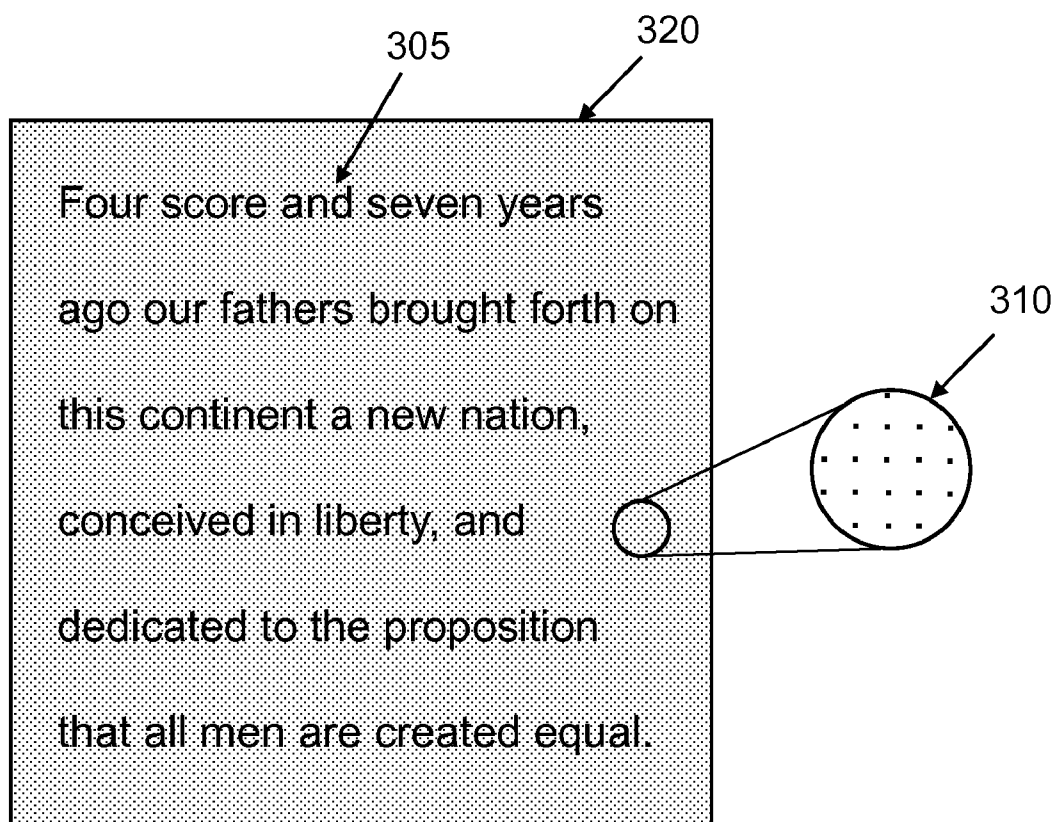 305
320
Four score and seven years
ago our fathers brought forth on
310
this continent a new nation,
conceived in liberty, and
dedicated to the proposition
that all men are created equal.